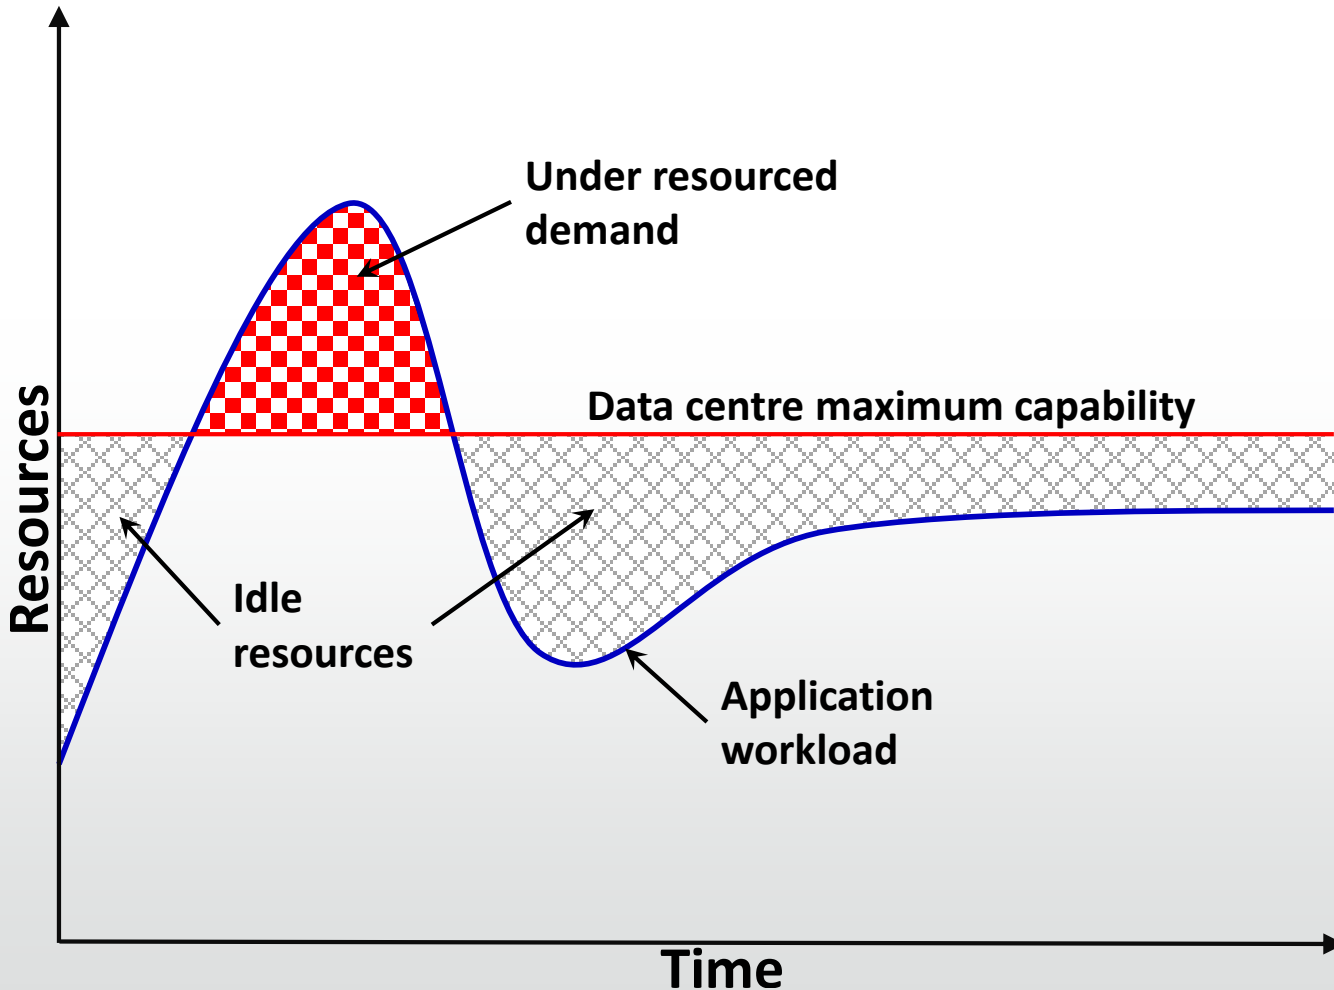 Under resourced
demand
Data centre maximum capability
Resources
Idle
resources
Application
workload
Time